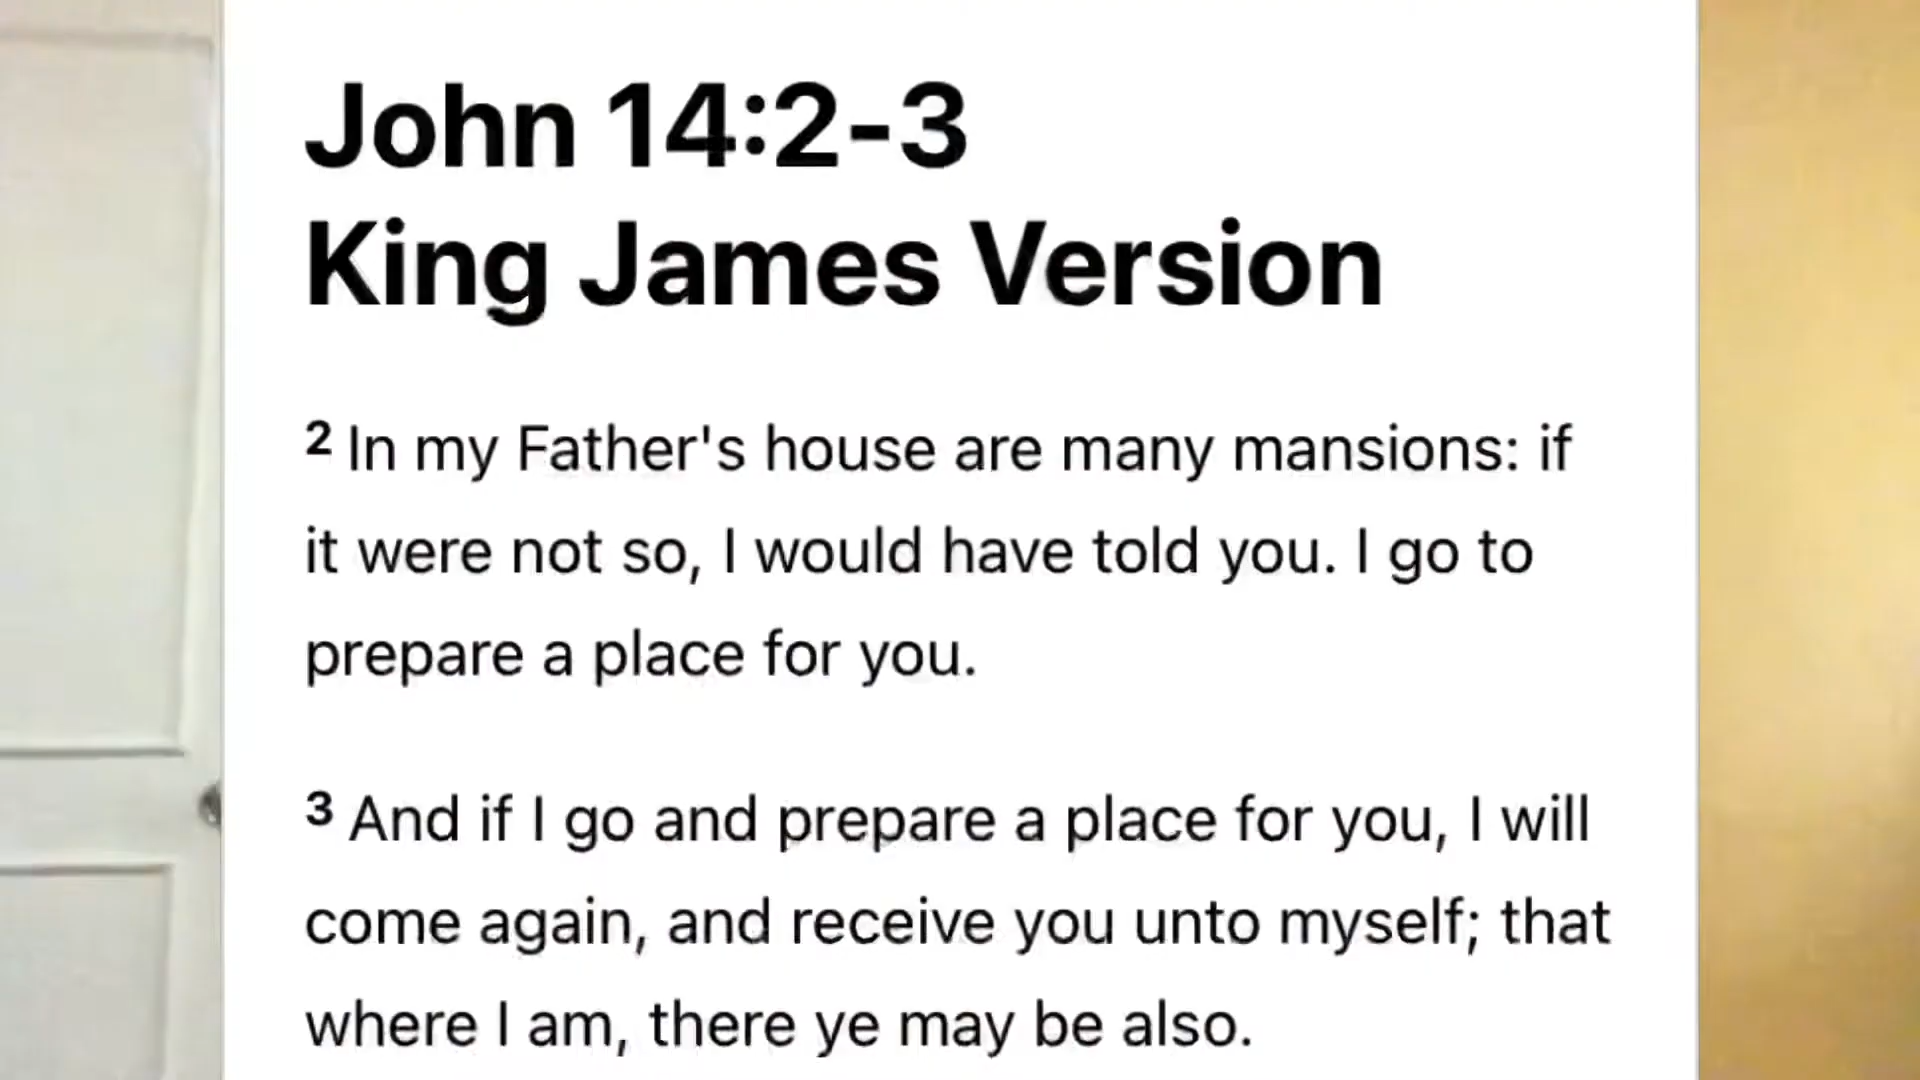 John 14:2-3
King James Version
2 In my Father's house are many mansions: if
it were not so, I would have told you. I go to
prepare a place for you.
3 And if I go and prepare a place for you, I will
come again, and receive you unto myself; that
where I am, there ye may be also.